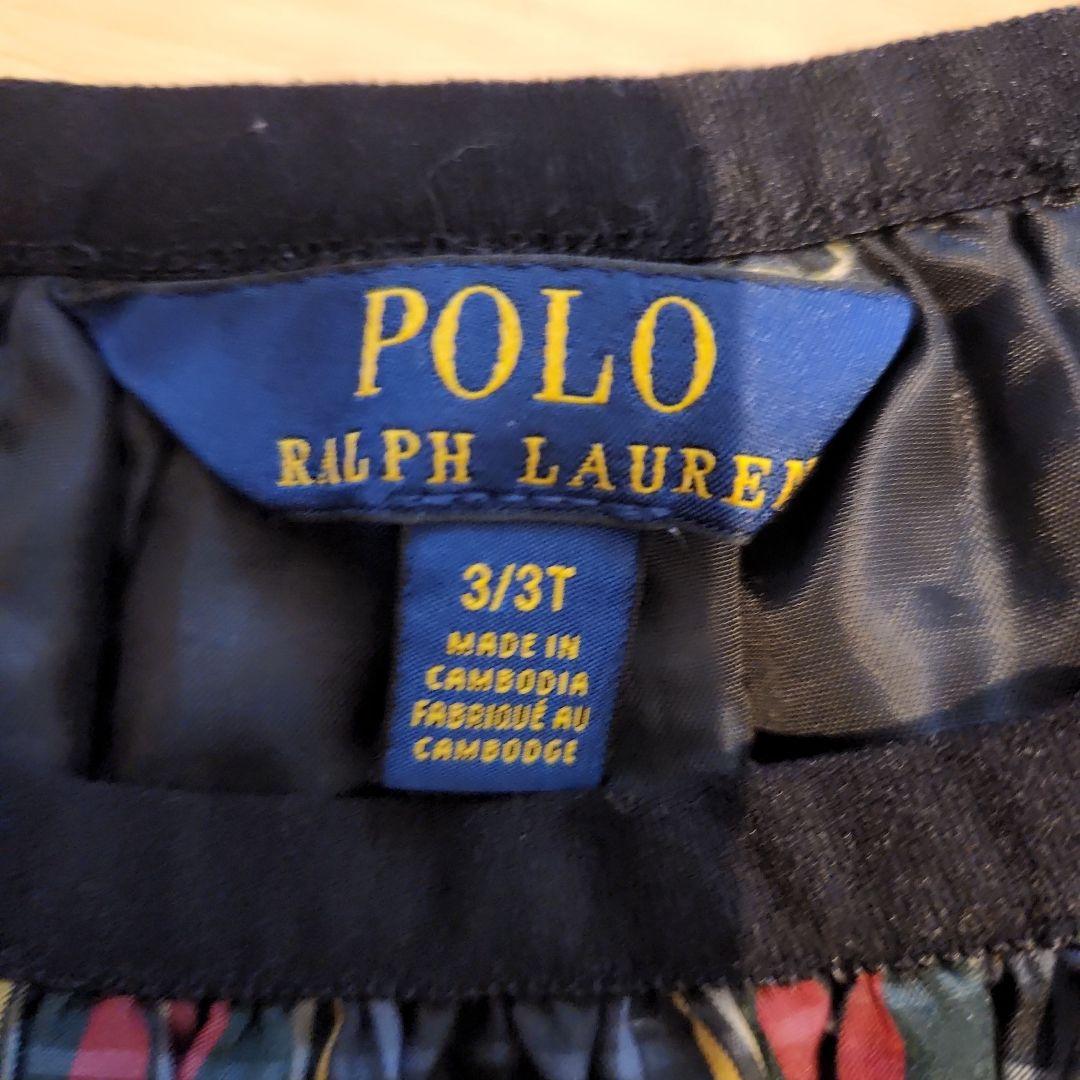 POLO
RALPH LAUREN
3/3T
MADE IN
CAMBODIA
FABRIQUÉ AU
CAMBODGE